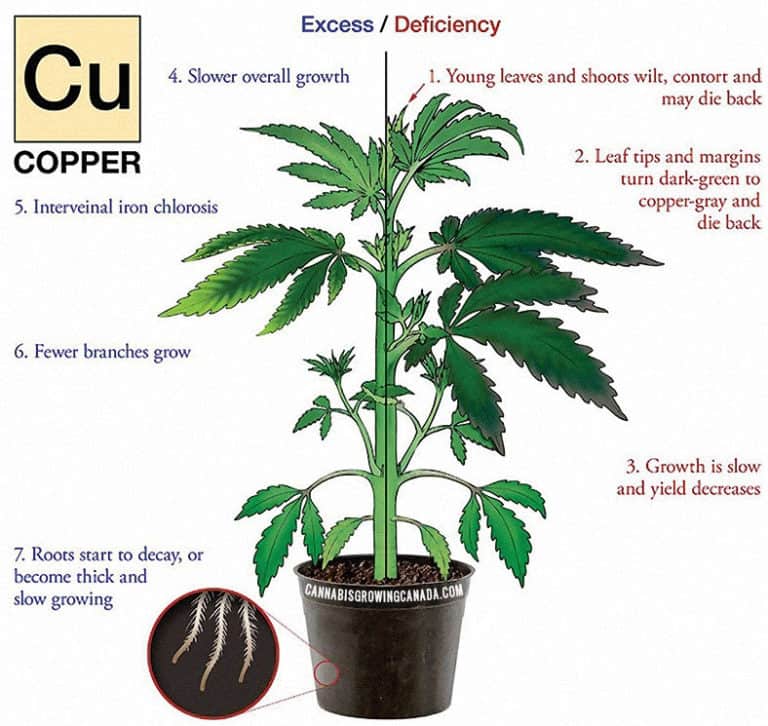 Cu
COPPER
Excess / Deficiency
4. Slower overall growth
1. Young leaves and shoots wilt, contort and
may die back
2. Leaf tips and margins
turn dark-green to
copper-gray and
die back
5. Interveinal iron chlorosis
6. Fewer branches grow
3. Growth is slow
and yield decreases
7. Roots start to decay, or
become thick and
slow growing
CANNABISGROWINGCANADA.COM